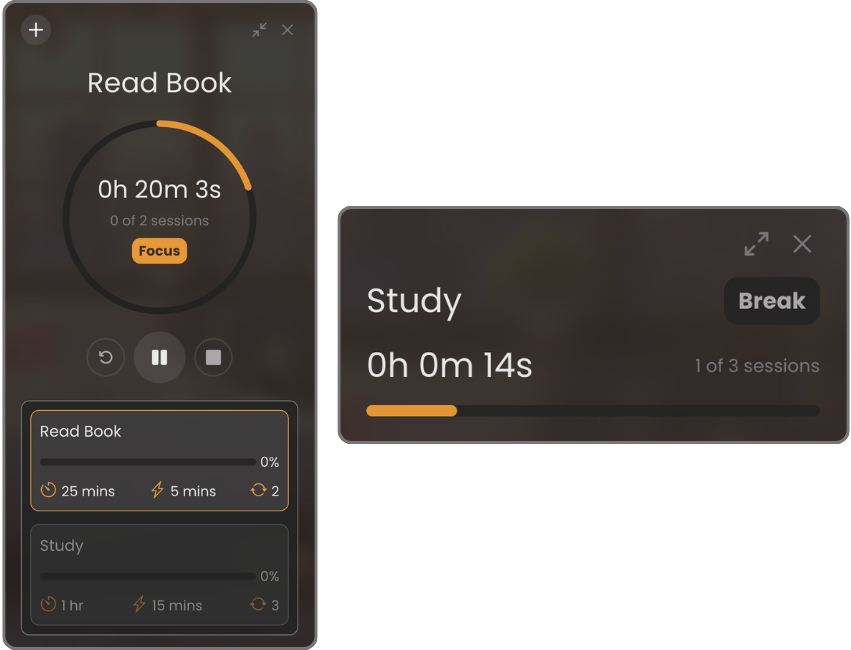 Read Book
0h 20m 3s
0 of 2 sessions
Focus
Read Book
0%
25 mins 5 mins 2
Study
0%
1 hr 15 mins 3
Study Break
0h 0m 14s 1 of 3 sessions